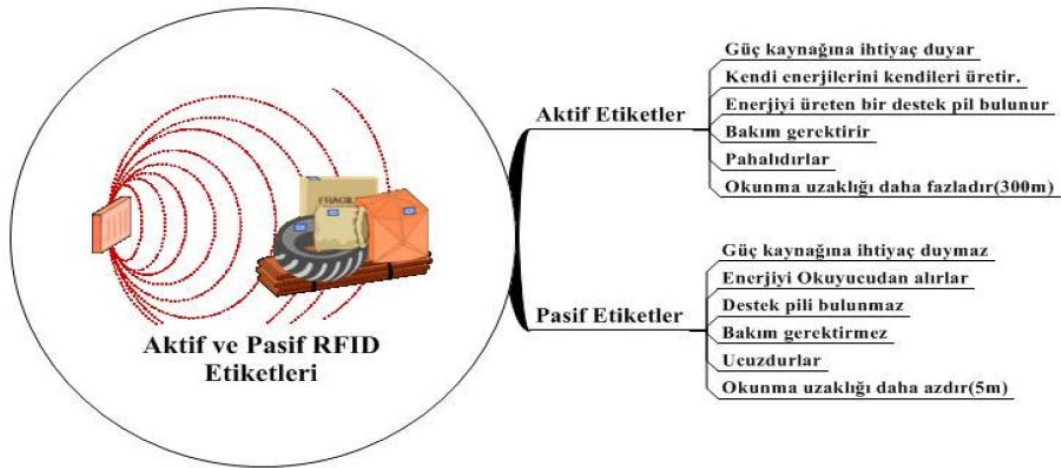 Aktif ve Pasif RFID
Etiketleri
FRAGIL
Aktif Etiketler
Güç kaynağına ihtiyaç duyar
Kendi enerjilerini kendileri üretir.
Enerjiyi üreten bir destek pil bulunur
Bakım gerektirir
Pahalıdırlar
Okunma uzaklığı daha fazladır(300m)
Pasif Etiketler
Güç kaynağına ihtiyaç duymaz
Enerjiyi Okuyucudan alırlar
Destek pili bulunmaz
Bakım gerektirmez
Ucuzdurlar
Okunma uzaklığı daha azdır(5m)